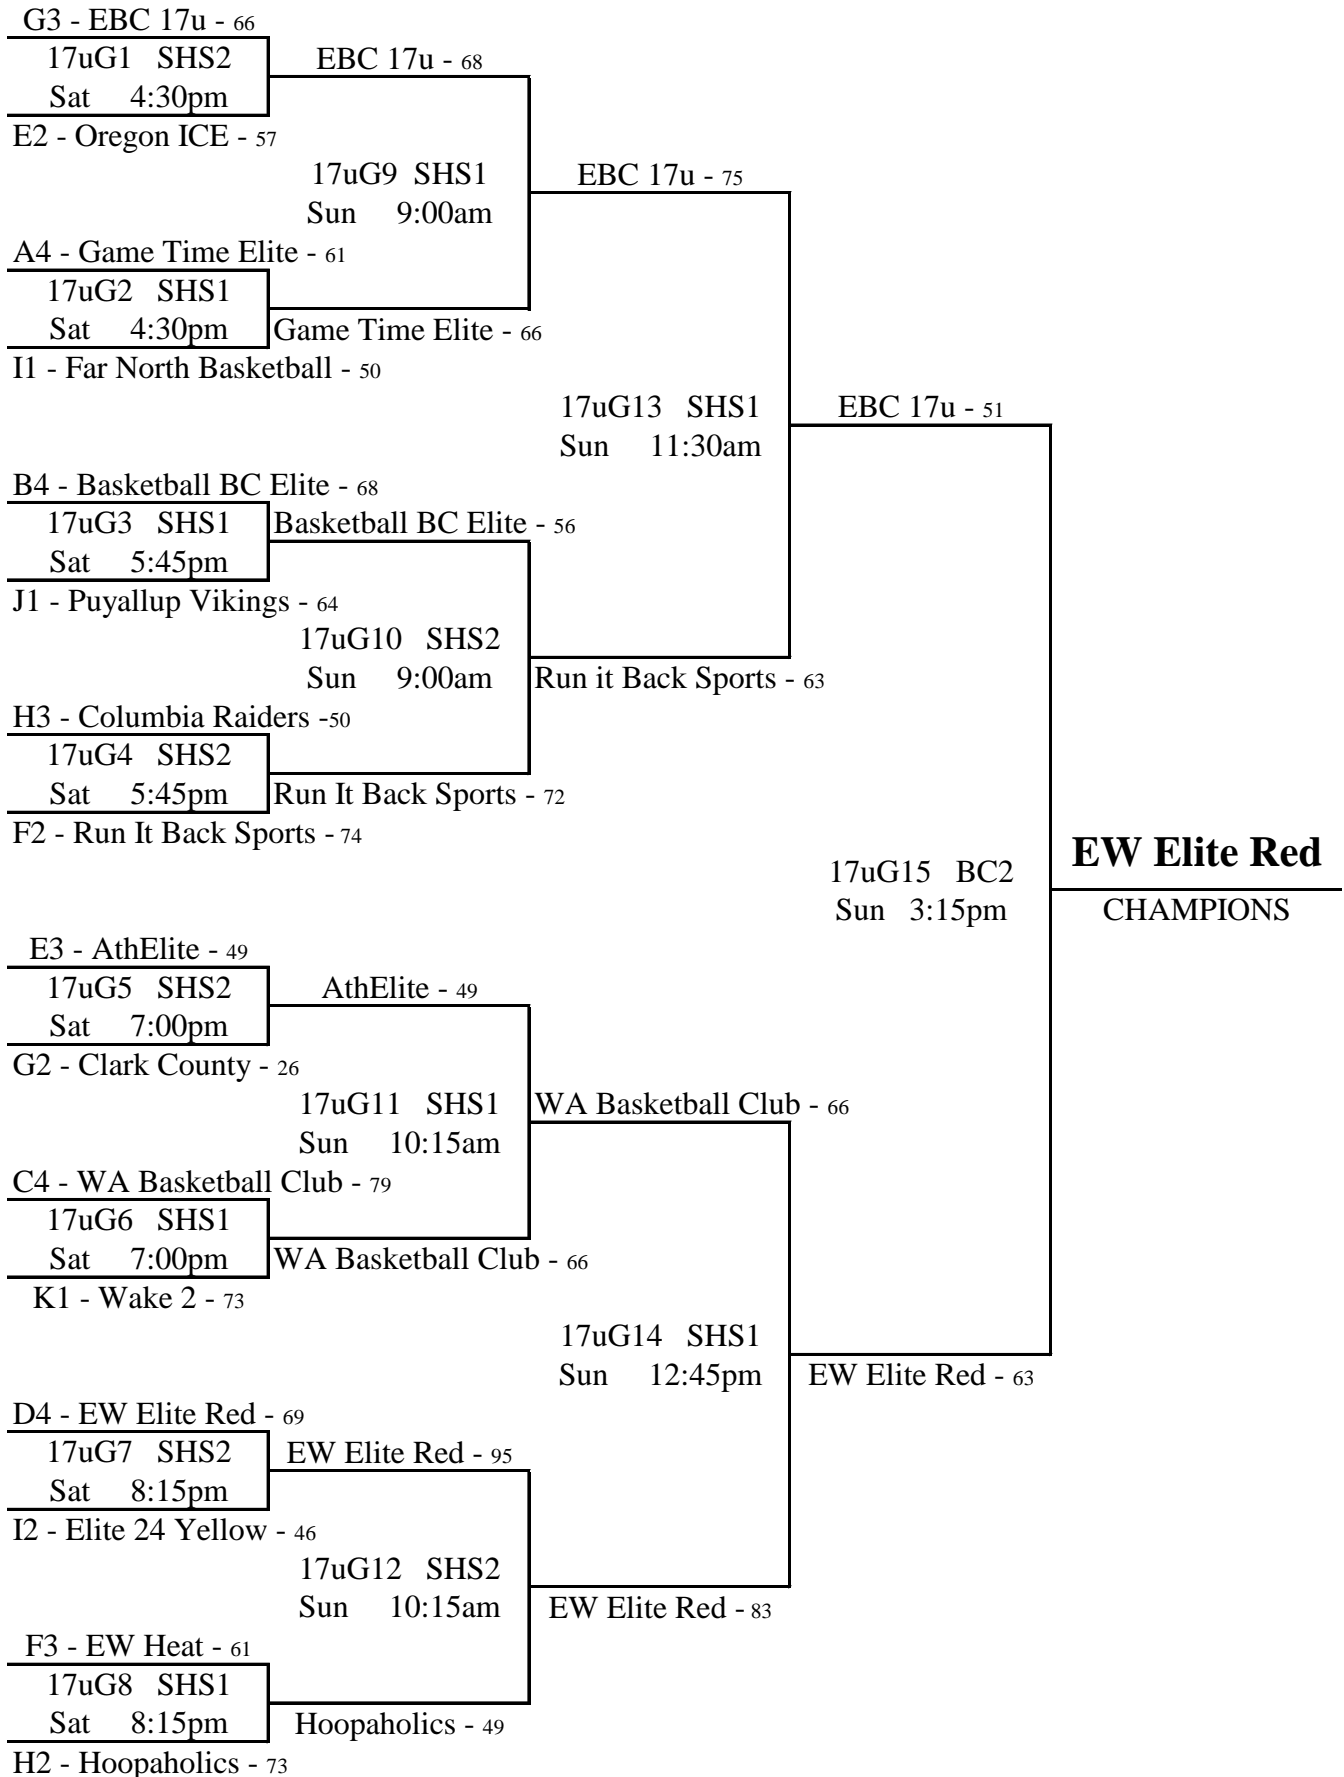 G3 - EBC 17u - 66
17uG1 SHS2
EBC 17u - 68
Sat 4:30pm
E2 - Oregon ICE - 57
17uG9 SHS1
EBC 17u - 75
Sun 9:00am
A4 - Game Time Elite - 61
17uG2 SHS1
Sat 4:30pm
Game Time Elite - 66
I1 - Far North Basketball - 50
17uG13 SHS1
EBC 17u - 51
Sun 11:30am
B4 - Basketball BC Elite - 68
17uG3 SHS1
Basketball BC Elite - 56
Sat 5:45pm
J1 - Puyallup Vikings - 64
17uG10 SHS2
Sun 9:00am
Run it Back Sports - 63
H3 - Columbia Raiders -50
17uG4 SHS2
Sat 5:45pm
Run It Back Sports - 72
F2 - Run It Back Sports - 74
EW Elite Red
17uG15 BC2
Sun 3:15pm
CHAMPIONS
E3 - AthElite - 49
17uG5 SHS2
AthElite - 49
Sat 7:00pm
G2 - Clark County - 26
17uG11 SHS1
WA Basketball Club - 66
Sun 10:15am
C4 - WA Basketball Club - 79
17uG6 SHS1
Sat 7:00pm
WA Basketball Club - 66
K1 - Wake 2 - 73
17uG14 SHS1
Sun 12:45pm
EW Elite Red - 63
D4 - EW Elite Red - 69
17uG7 SHS2
EW Elite Red - 95
Sat 8:15pm
I2 - Elite 24 Yellow - 46
17uG12 SHS2
Sun 10:15am
EW Elite Red - 83
F3 - EW Heat - 61
17uG8 SHS1
Sat 8:15pm
Hoopaholics - 49
H2 - Hoopaholics - 73